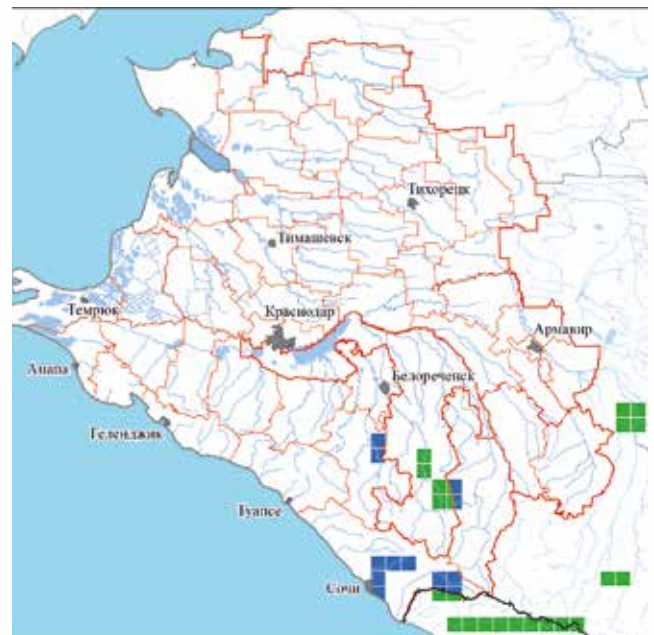 Тихорецк
Тимашевск
Темрюк
Краснодар
Армавир
Анапа
Белореченск
Геленджик
Туапсе
Сочи